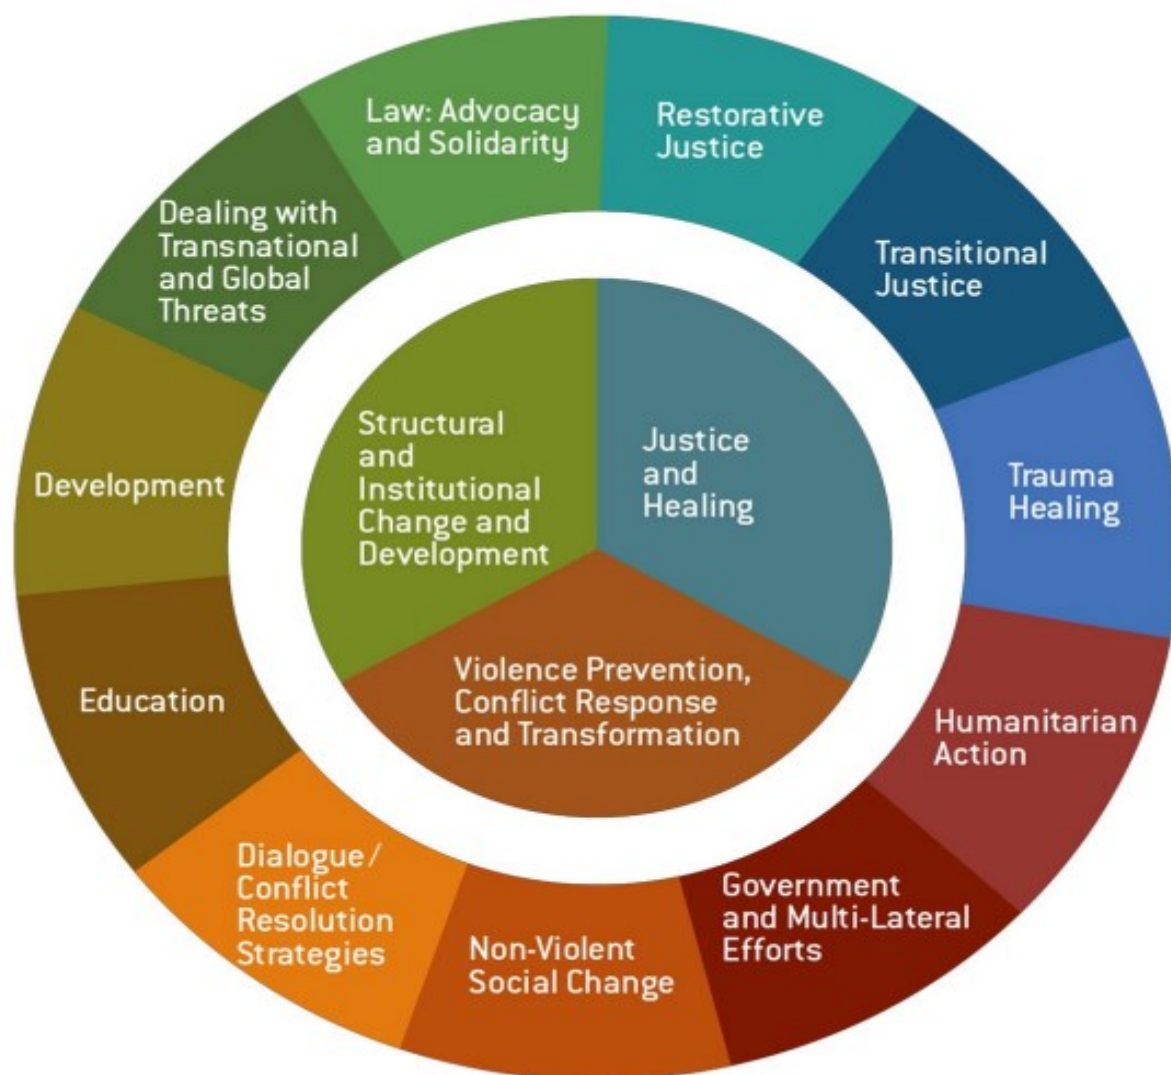 Law: Advocacy
and Solidarity
Restorative
Justice
Transitional
Justice
Trauma
Healing
Humanitarian
Action
Government
and Multi-Lateral
Efforts
Non-Violent
Social Change
Dialogue/
Conflict
Resolution
Strategies
Education
Development
Dealing with
Transnational
and Global
Threats
Structural
and
Institutional
Change and
Development
Justice
and
Healing
Violence Prevention,
Conflict Response
and Transformation